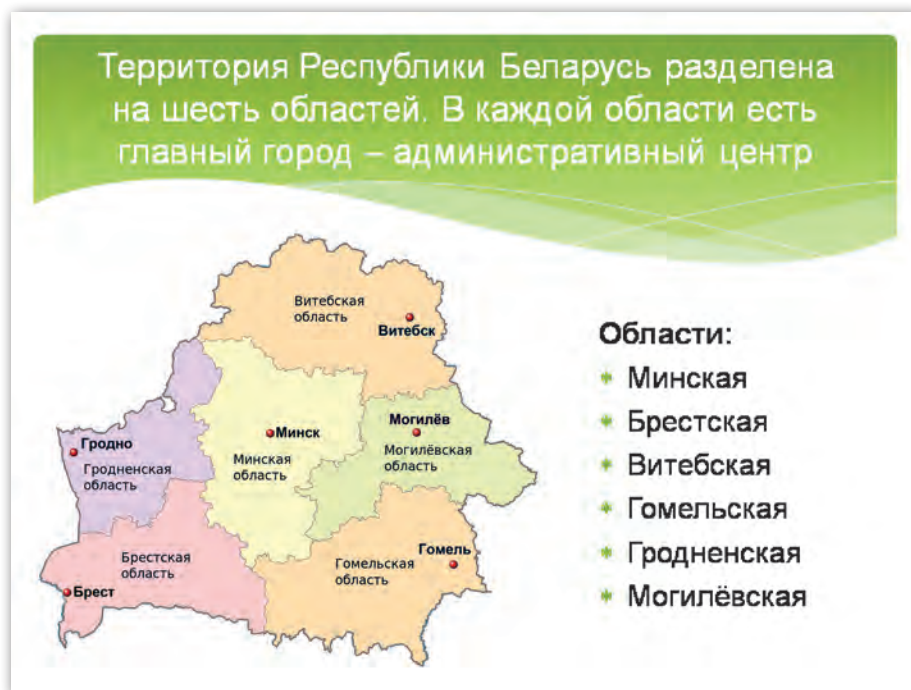 Территория Республики Беларусь разделена
на шесть областей. В каждой области есть
главный город – административный центр
Витебская
область
Витебск
Гродно
Гродненская
область
Минск
Минская
область
Могилёв
Могилёвская
область
Брестская
область
Брест
Гомель
Гомельская
область
Области:
Минская
Брестская
Витебская
Гомельская
Гродненская
Могилёвская